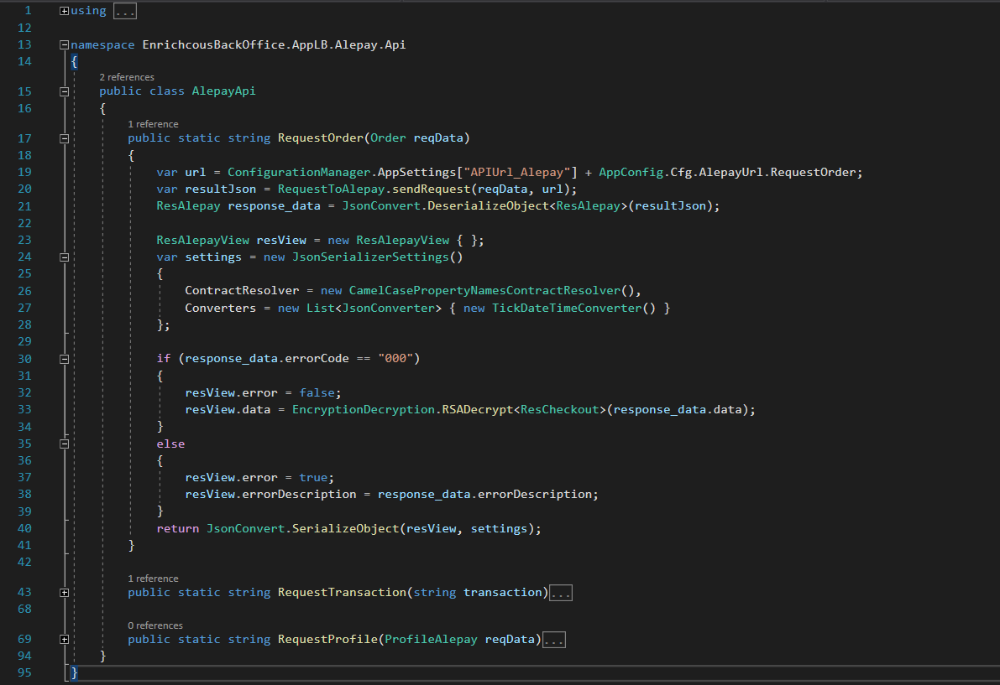 1 using ...
12
13 namespace EnrichcousBackOffice.AppLB.Alepay.Api
14 {
2 references
15 public class AlepayApi
16 {
1 reference
17 public static string RequestOrder(Order reqData)
18 {
19 var url = ConfigurationManager.AppSettings["APIUrl_Alepay"] + AppConfig.Cfg.AlepayUrl.RequestOrder;
20 var resultJson = RequestToAlepay.sendRequest(reqData, url);
21 ResAlepay response_data = JsonConvert.DeserializeObject<ResAlepay>(resultJson);
22
23 ResAlepayView resView = new ResAlepayView { };
24 var settings = new JsonSerializerSettings()
25 {
26 ContractResolver = new CamelCasePropertyNamesContractResolver(),
27 Converters = new List<JsonConverter> { new TickDateTimeConverter() }
28 };
29
30 if (response_data.errorCode == "000")
31 {
32 resView.error = false;
33 resView.data = EncryptionDecryption.RSADecrypt<ResCheckout>(response_data.data);
34 }
35 else
36 {
37 resView.error = true;
38 resView.errorDescription = response_data.errorDescription;
39 }
40 return JsonConvert.SerializeObject(resView, settings);
41 }
42
1 reference
43 public static string RequestTransaction(string transaction)...
68
0 references
69 public static string RequestProfile(ProfileAlepay reqData)...
94 }
95 }